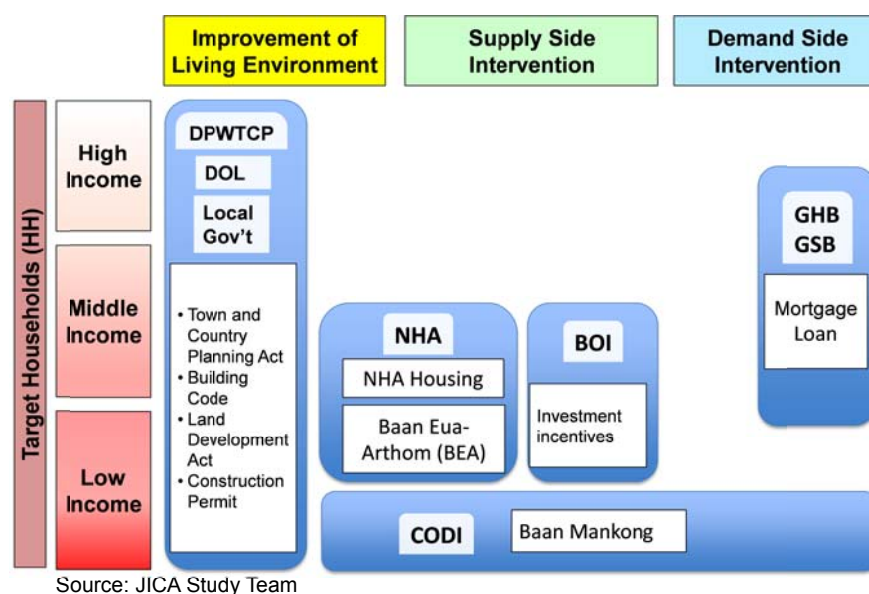 Improvement of
Living Environment
Supply Side
Intervention
Demand Side
Intervention
Target Households (HH)
High
Income
Middle
Income
Low
Income
DPWTCP
DOL
Local
Gov't
• Town and
Country
Planning Act
• Building
Code
• Land
Development
Act
• Construction
Permit
NHA
NHA Housing
Baan Eua-
Arthom (BEA)
BOI
Investment
incentives
GHB
GSB
Mortgage
Loan
CODI
Baan Mankong
Source: JICA Study Team